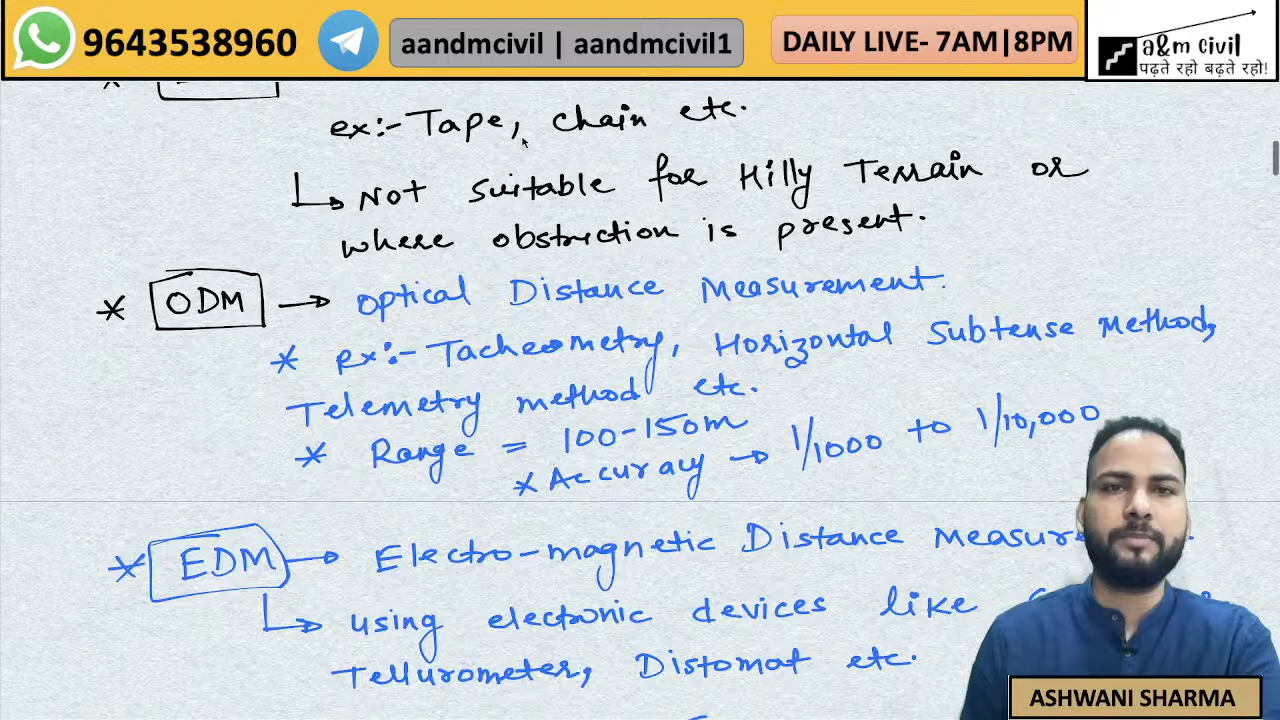 9643538960
aandmcivil | aandmcivil1
DAILY LIVE- 7AM|8PM
a&m civil
पढ़ते रहो बढ़ते रहो!
ex:- Tape, chain etc.
Not suitable for Hilly Terrain or
where obstruction is present.
* ODM → Optical Distance Measurement.
* ex:- Tacheometry, Horizontal Subtense Method,
Telemetry method etc.
* Range = 100-150m
* Accuracy → 1/1000 to 1/10,000
* EDM → Electro-magnetic Distance
using electronic devices like
Tellurometer, Distomat etc.
ASHWANI SHARMA